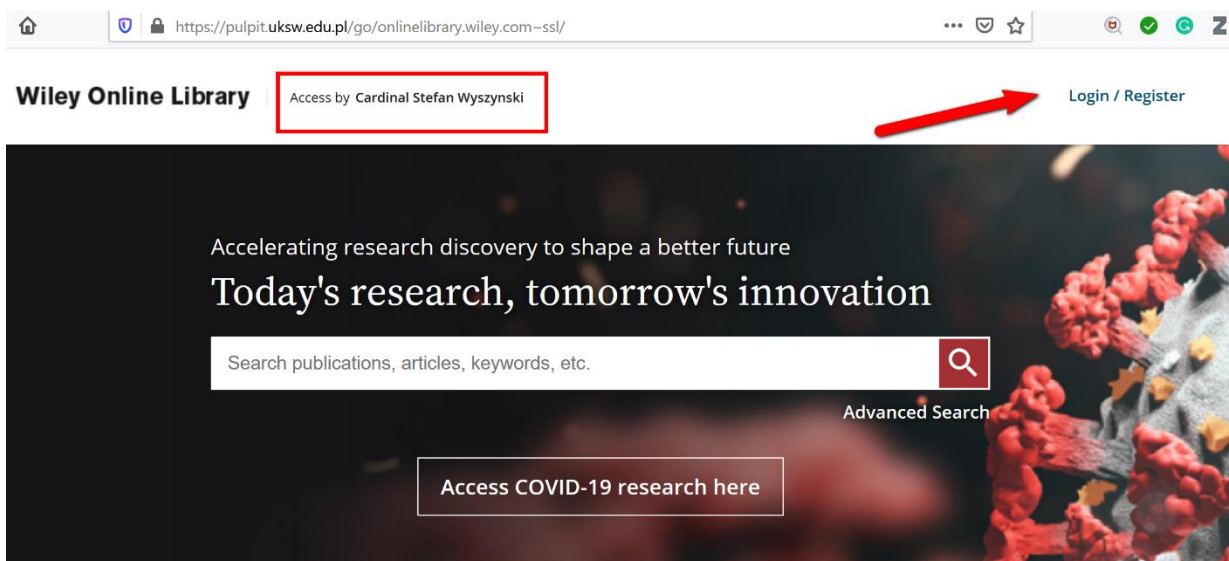 https://pulpit.uksw.edu.pl/go/onlinelibrary.wiley.com~ssl/
Wiley Online Library
Access by Cardinal Stefan Wyszynski
Login / Register
Accelerating research discovery to shape a better future
Today's research, tomorrow's innovation
Search publications, articles, keywords, etc.
Advanced Search
Access COVID-19 research here